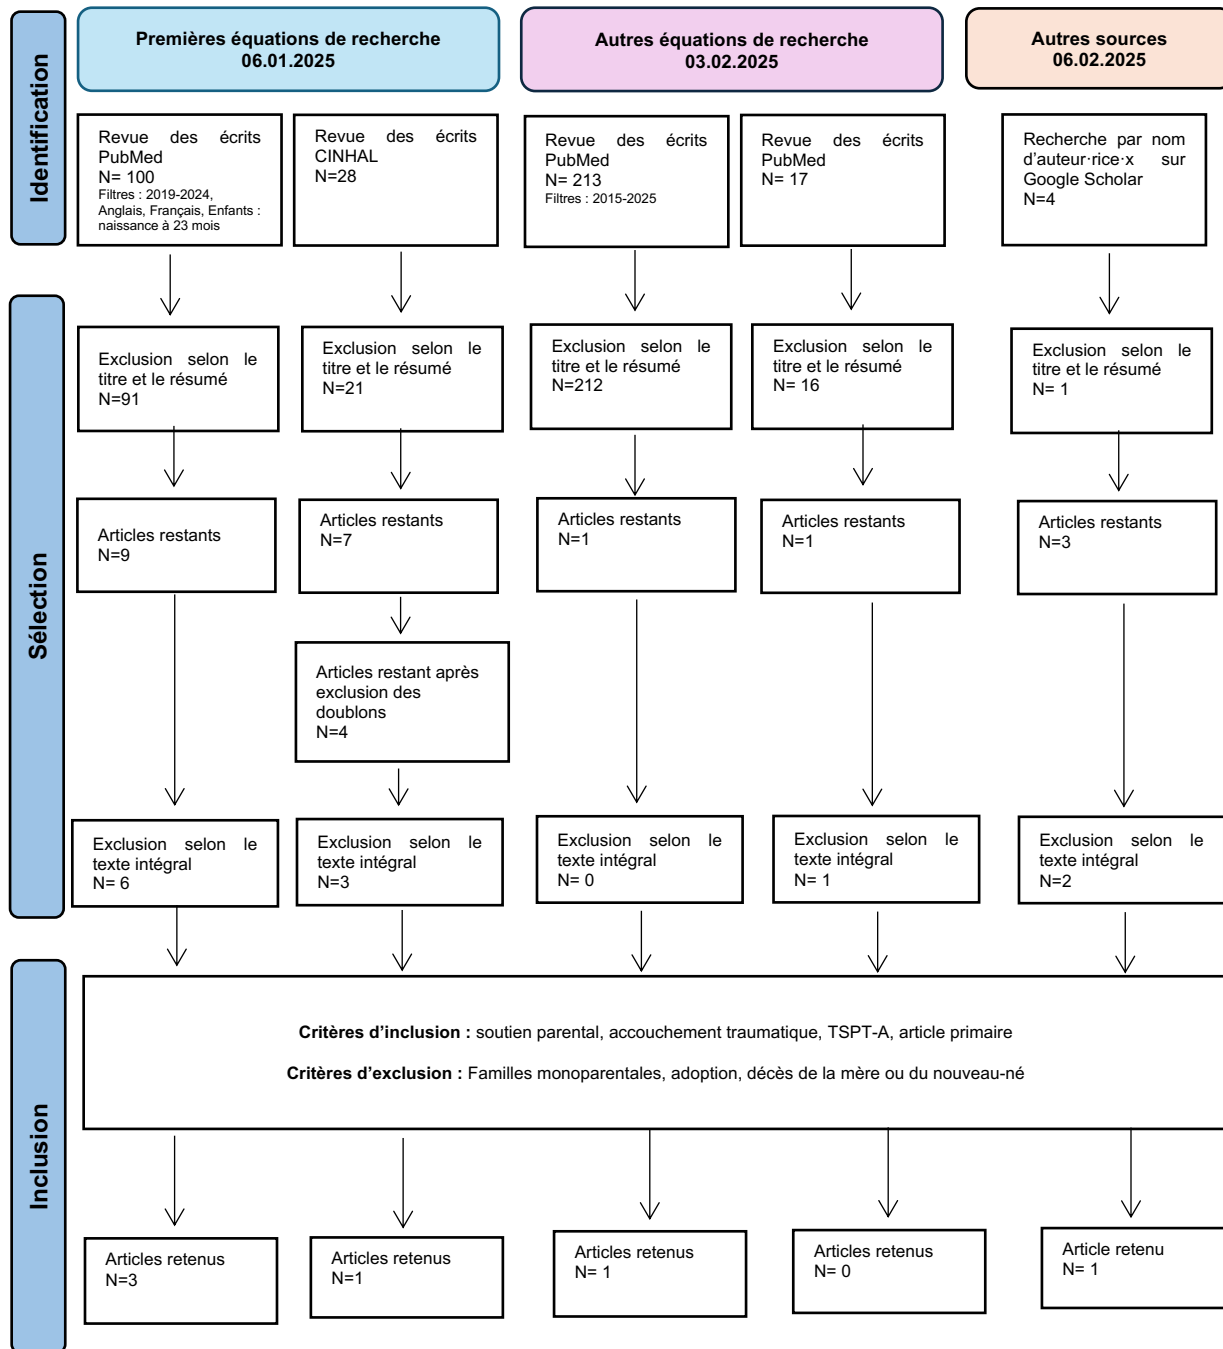 Identification
Premières équations de recherche
06.01.2025
Autres équations de recherche
03.02.2025
Autres sources
06.02.2025
Revue des écrits
PubMed
N= 100
Filtres : 2019-2024,
Anglais, Français, Enfants :
naissance à 23 mois
Revue des écrits
CINHAL
N=28
Revue des écrits
PubMed
N= 213
Filtres : 2015-2025
Revue des écrits
PubMed
N= 17
Recherche par nom
d’auteur·rice·x sur
Google Scholar
N=4
Sélection
Exclusion selon le
titre et le résumé
N=91
Exclusion selon le
titre et le résumé
N=21
Exclusion selon le
titre et le résumé
N=212
Exclusion selon le
titre et le résumé
N= 16
Exclusion selon le
titre et le résumé
N= 1
Articles restants
N=9
Articles restants
N=7
Articles restants
N=1
Articles restants
N=1
Articles restants
N=3
Articles restant après
exclusion des
doublons
N=4
Exclusion selon le
texte intégral
N= 6
Exclusion selon le
texte intégral
N=3
Exclusion selon le
texte intégral
N= 0
Exclusion selon le
texte intégral
N= 1
Exclusion selon le
texte intégral
N=2
Inclusion
Critères d’inclusion : soutien parental, accouchement traumatique, TSPT-A, article primaire
Critères d’exclusion : Familles monoparentales, adoption, décès de la mère ou du nouveau-né
Articles retenus
N=3
Articles retenus
N=1
Articles retenus
N= 1
Articles retenus
N= 0
Article retenu
N= 1